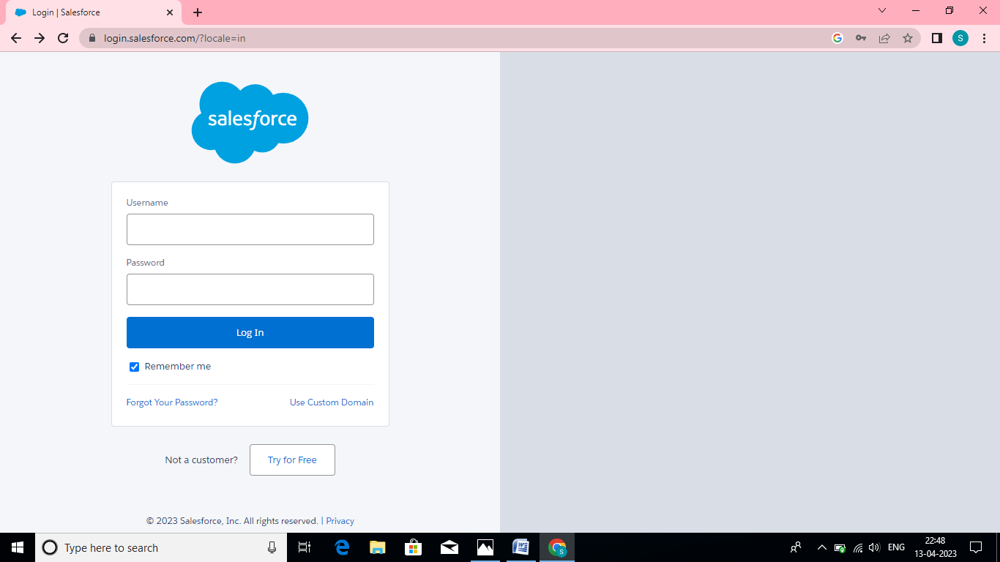 Login | Salesforce
login.salesforce.com/?locale=in
S
salesforce
Username
Password
Log In
Remember me
Forgot Your Password? Use Custom Domain
Not a customer? Try for Free
© 2023 Salesforce, Inc. All rights reserved. | Privacy
Type here to search
ENG
22:48
13-04-2023